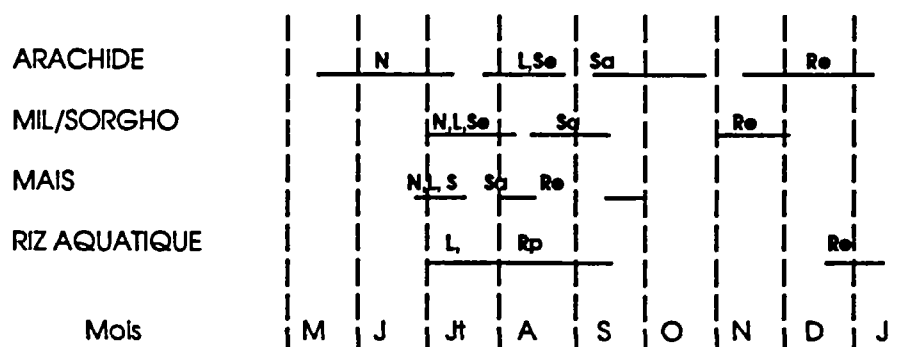 ARACHIDE N L,Se Sa Re
MIL/SORGHO N,L,Se Sa Re
MAIS N,L, S Sa Re
RIZ AQUATIQUE L, Rp Re
Mois M J Jt A S O N D J